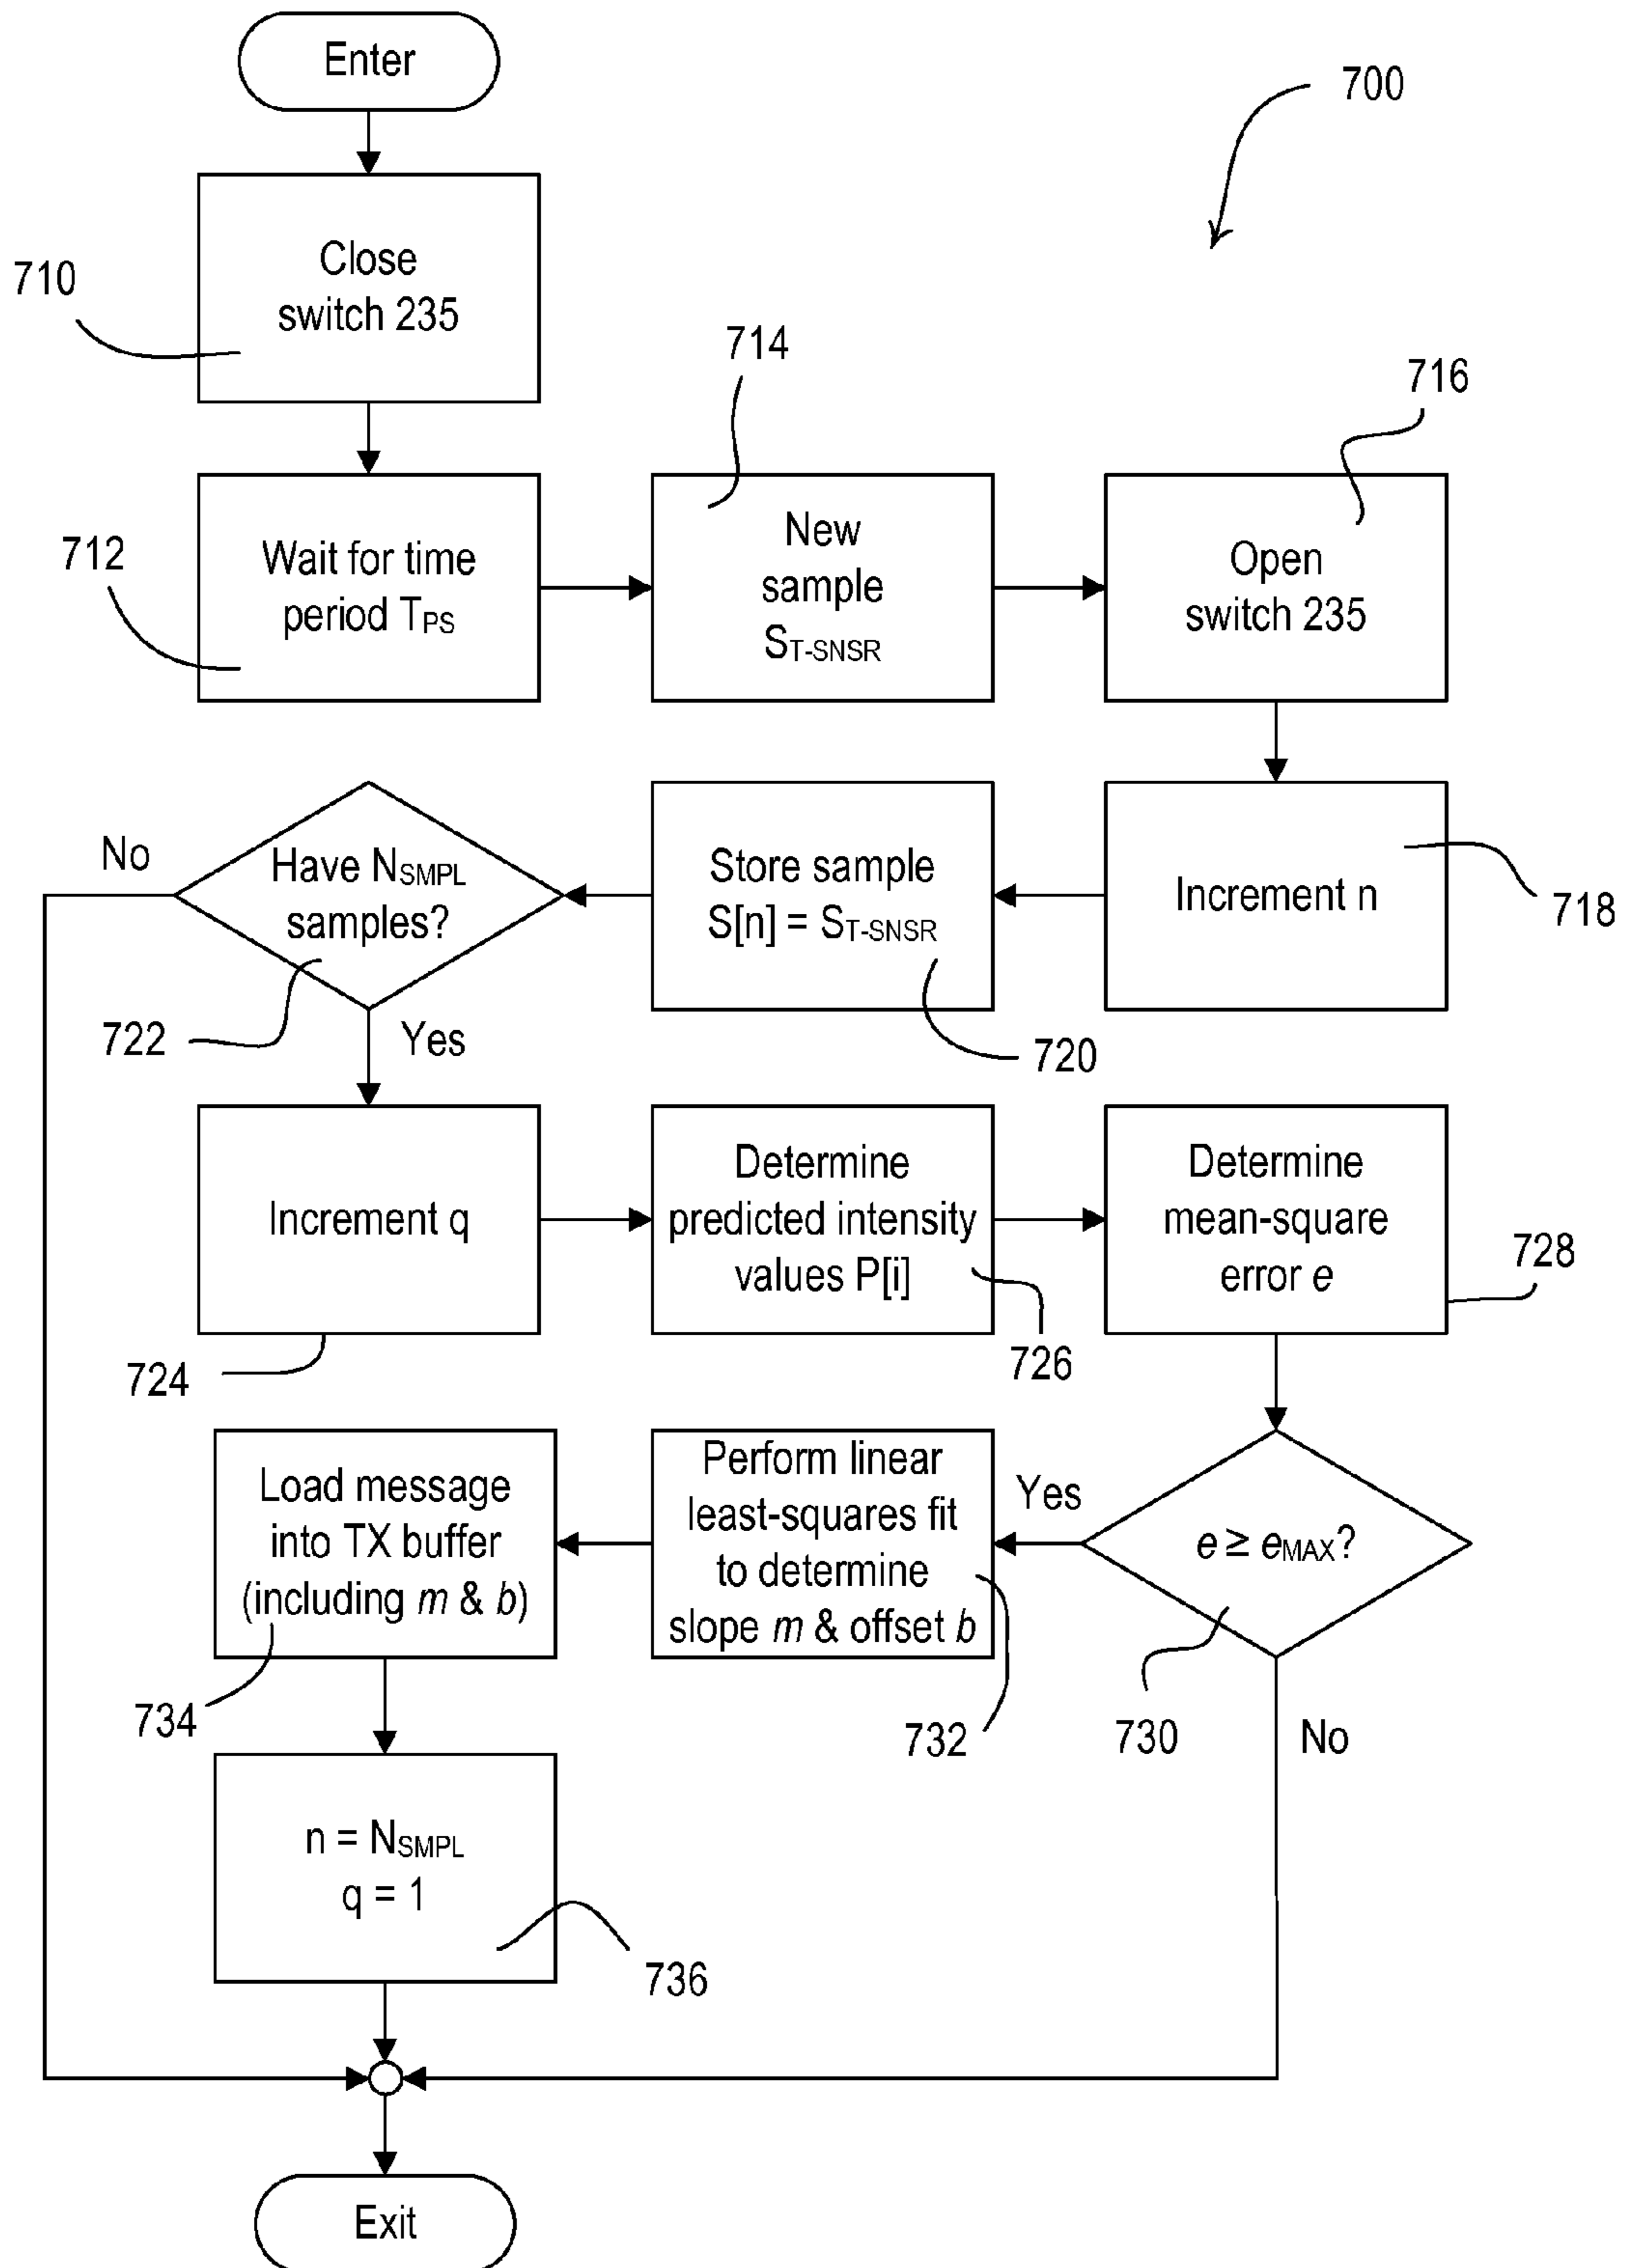 Enter
700
Close
switch 235
710
714
716
Wait for time
period TPS
712
New
sample
ST-SNSR
Open
switch 235
No
Have NSMPL
samples?
722
Yes
Store sample
S[n] = ST-SNSR
720
Increment n
718
Increment q
724
Determine
predicted intensity
values P[i]
726
Determine
mean-square
error e
728
Load message
into TX buffer
(including m & b)
734
Perform linear
least-squares fit
to determine
slope m & offset b
732
Yes
e ≥ eMAX?
730
No
n = NSMPL
q = 1
736
Exit